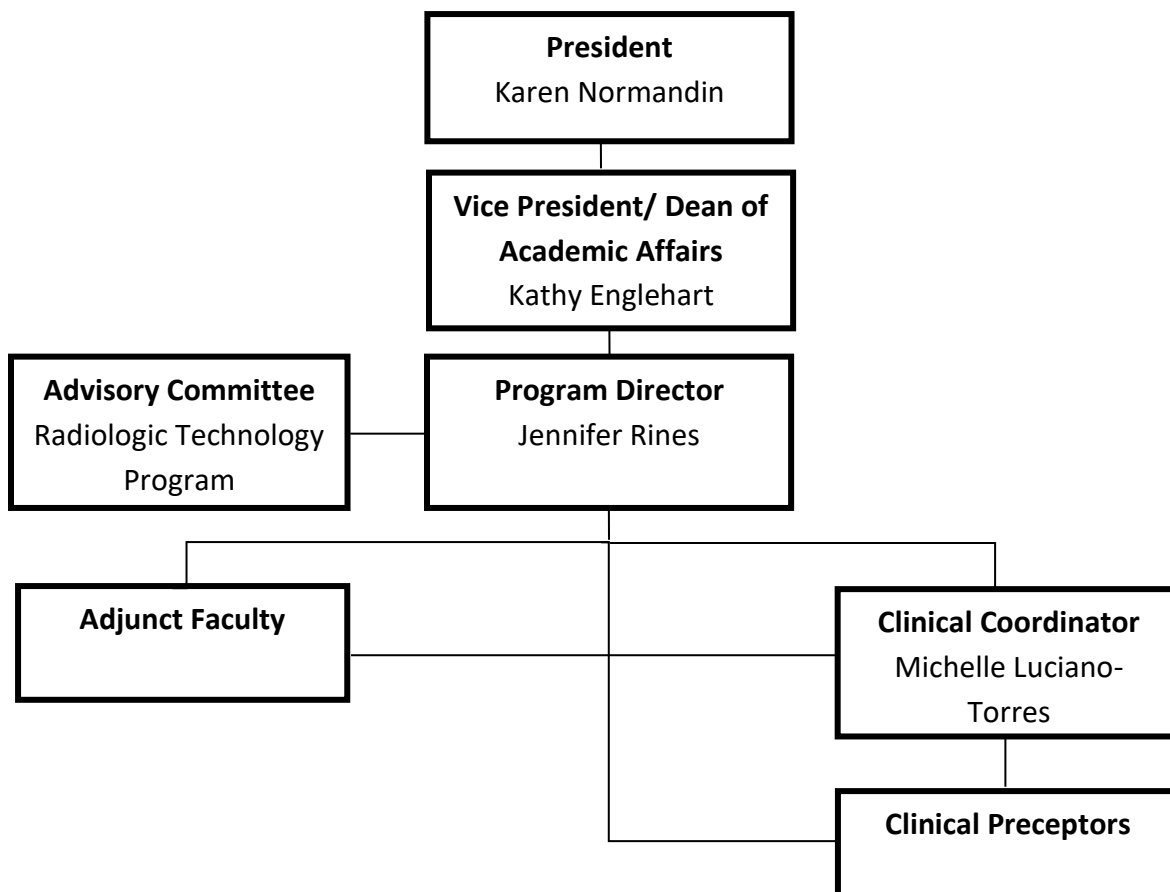 President
Karen Normandin
Vice President/ Dean of
Academic Affairs
Kathy Englehart
Advisory Committee
Radiologic Technology
Program
Program Director
Jennifer Rines
Adjunct Faculty
Clinical Coordinator
Michelle Luciano-
Torres
Clinical Preceptors